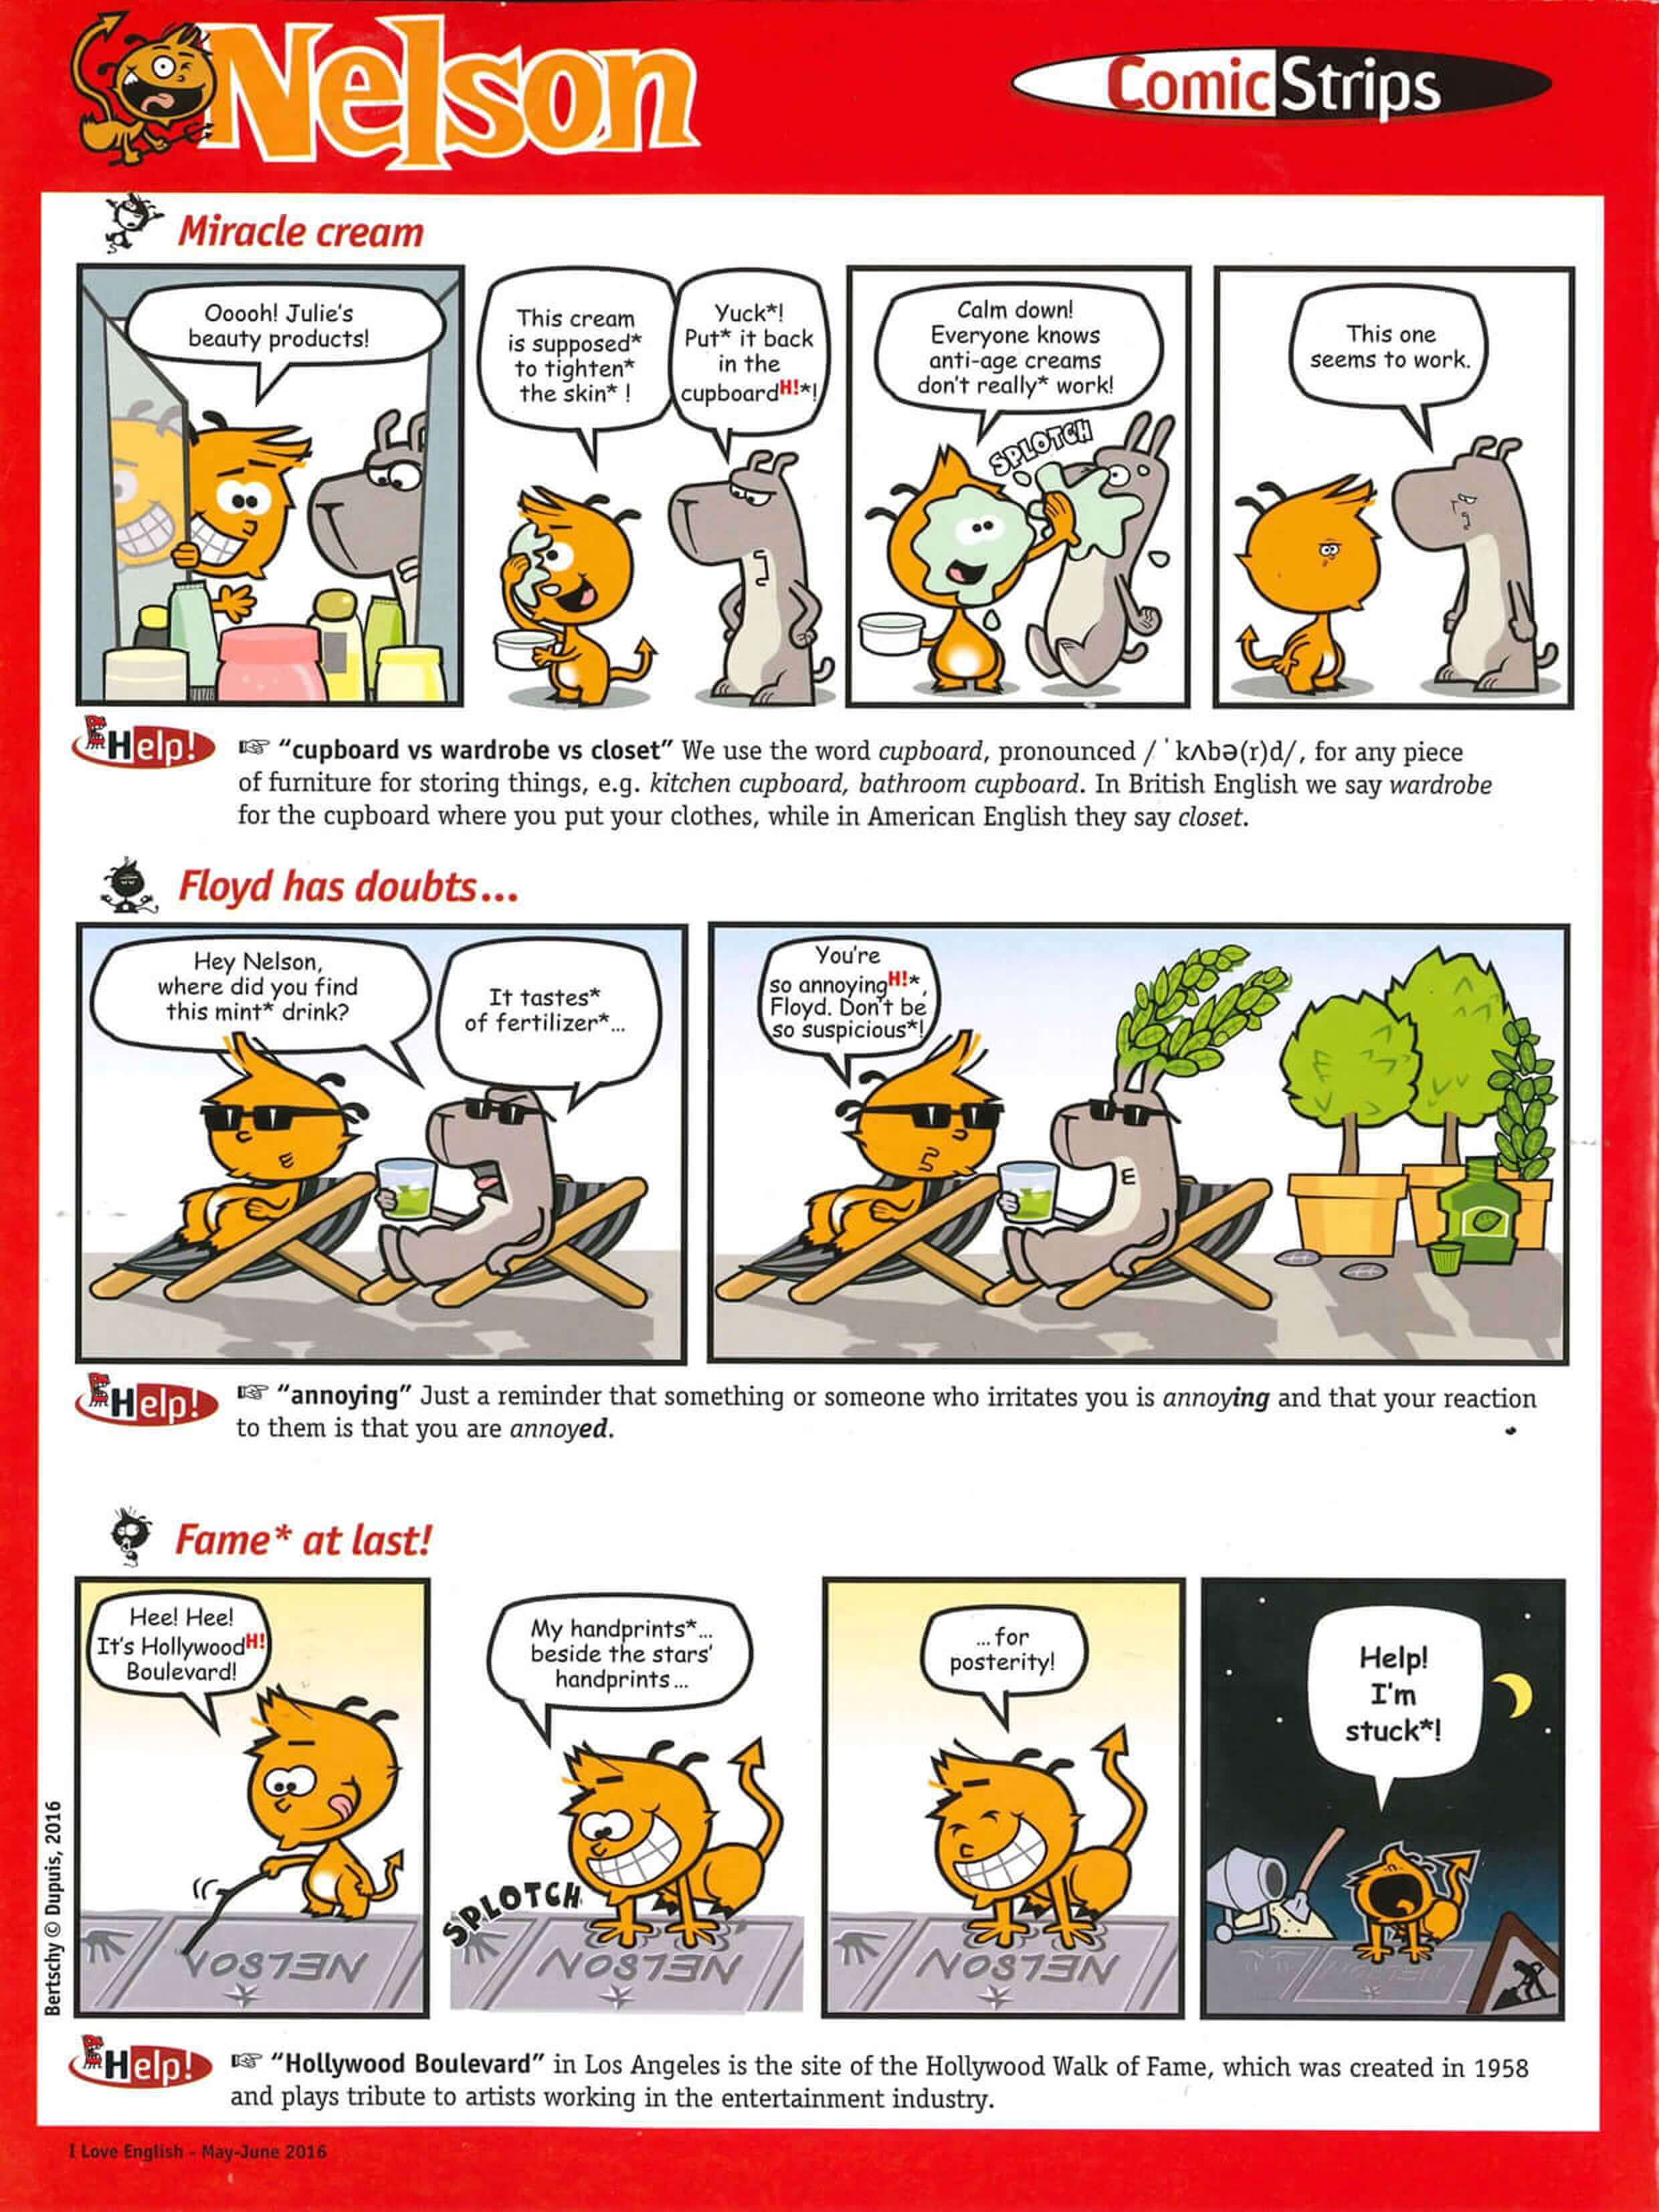 Nelson
Comic Strips
Miracle cream
Ooooh! Julie's
beauty products!
This cream
is supposed*
to tighten*
the skin* !
Yuck*!
Put* it back
in the
cupboardH!*!
Calm down!
Everyone knows
anti-age creams
don't really* work!
SPLOTCH
This one
seems to work.
Help! ☞ “cupboard vs wardrobe vs closet” We use the word cupboard, pronounced / ˈkʌbə(r)d/, for any piece
of furniture for storing things, e.g. kitchen cupboard, bathroom cupboard. In British English we say wardrobe
for the cupboard where you put your clothes, while in American English they say closet.
Floyd has doubts...
Hey Nelson,
where did you find
this mint* drink?
It tastes*
of fertilizer*...
You're
so annoyingH!*,
Floyd. Don't be
so suspicious*!
Help! ☞ “annoying” Just a reminder that something or someone who irritates you is annoying and that your reaction
to them is that you are annoyed.
Fame* at last!
Hee! Hee!
It's HollywoodH!
Boulevard!
NELSON
My handprints*...
beside the stars'
handprints...
SPLOTCH
NELSON
... for
posterity!
NELSON
Help!
I'm
stuck*!
NELSON
Help! ☞ “Hollywood Boulevard” in Los Angeles is the site of the Hollywood Walk of Fame, which was created in 1958
and plays tribute to artists working in the entertainment industry.
Bertschy © Dupuis, 2016
I Love English - May-June 2016